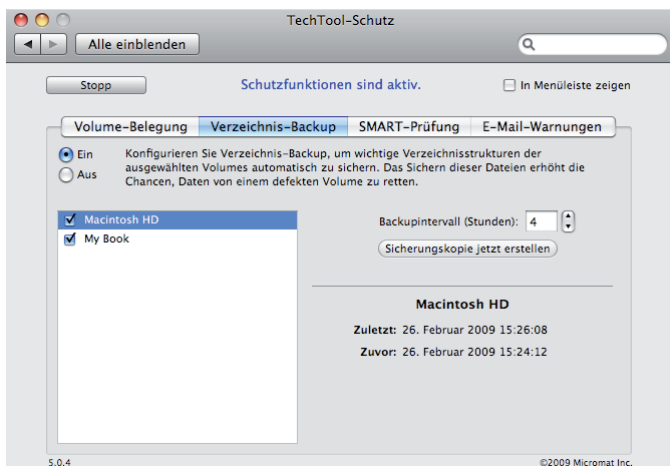 TechTool-Schutz
Alle einblenden
Stopp
Schutzfunktionen sind aktiv.
In Menüleiste zeigen
Volume-Belegung
Verzeichnis-Backup
SMART-Prüfung
E-Mail-Warnungen
Ein
Aus
Konfigurieren Sie Verzeichnis-Backup, um wichtige Verzeichnisstrukturen der
ausgewählten Volumes automatisch zu sichern. Das Sichern dieser Dateien erhöht die
Chancen, Daten von einem defekten Volume zu retten.
Macintosh HD
My Book
Backupintervall (Stunden): 4
Sicherungskopie jetzt erstellen
Macintosh HD
Zuletzt: 26. Februar 2009 15:26:08
Zuvor: 26. Februar 2009 15:24:12
5.0.4
©2009 Micromat Inc.